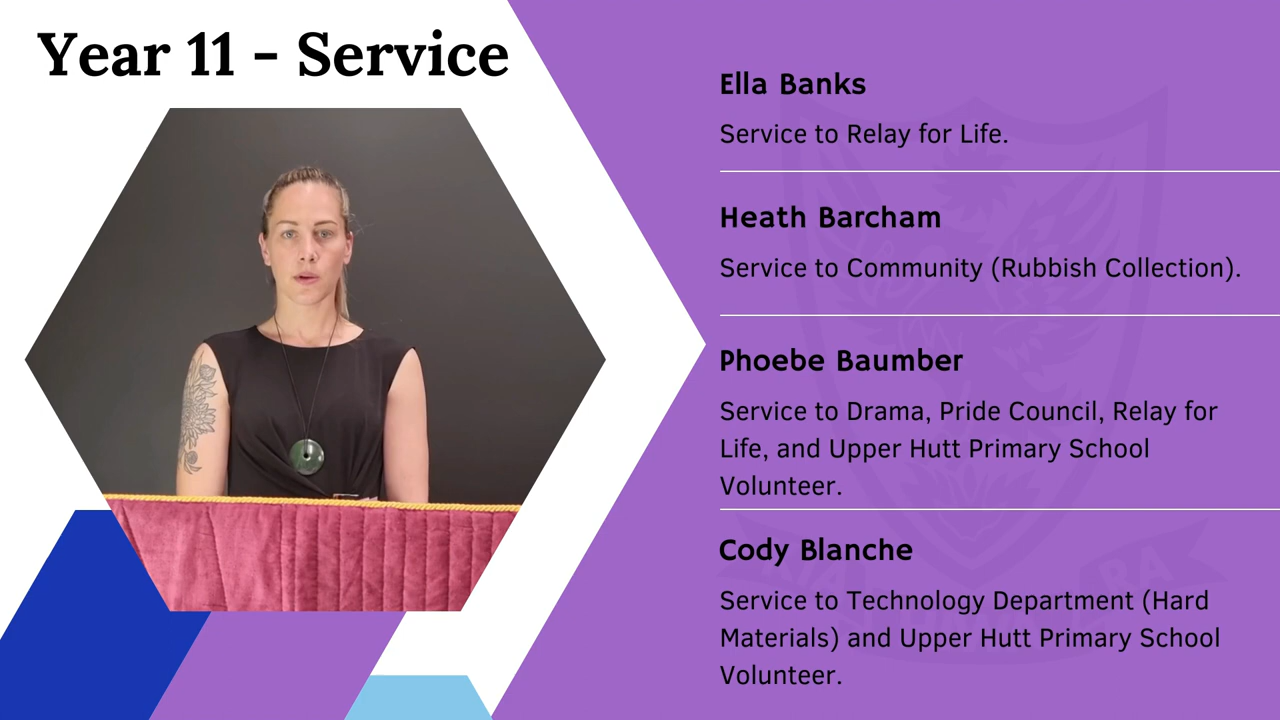 Year 11 - Service
Ella Banks
Service to Relay for Life.
Heath Barcham
Service to Community (Rubbish Collection).
Phoebe Baumber
Service to Drama, Pride Council, Relay for
Life, and Upper Hutt Primary School
Volunteer.
Cody Blanche
Service to Technology Department (Hard
Materials) and Upper Hutt Primary School
Volunteer.